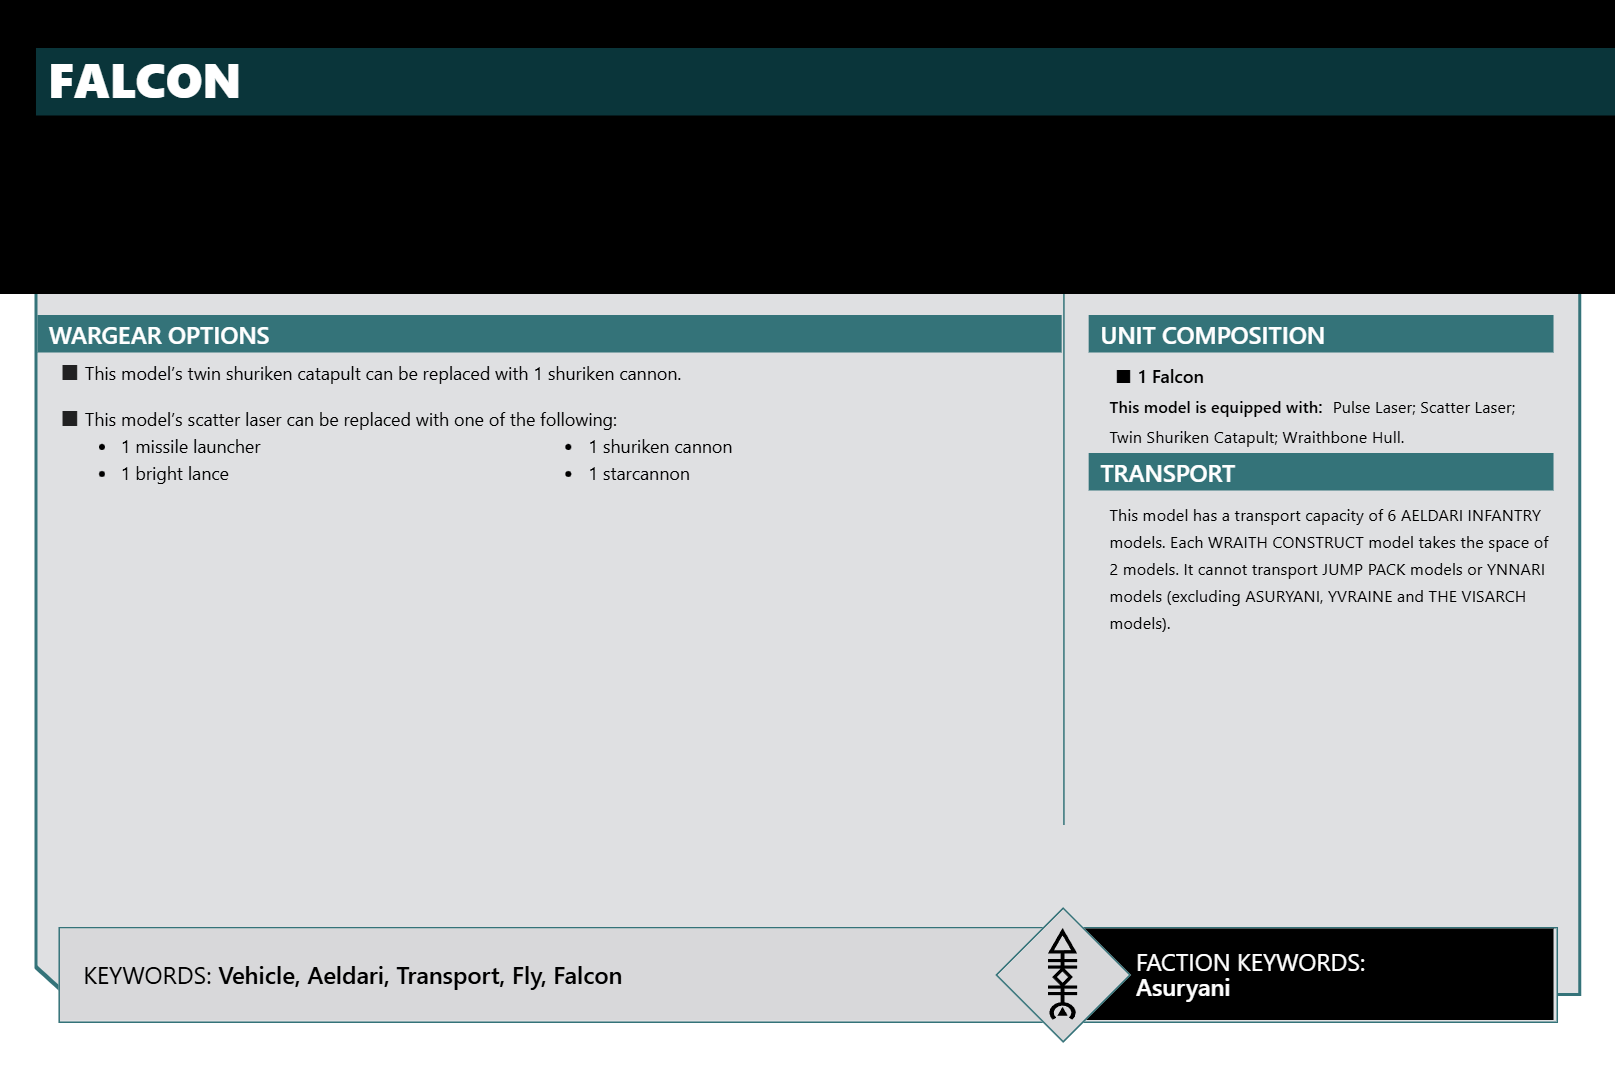 FALCON
WARGEAR OPTIONS
■ This model’s twin shuriken catapult can be replaced with 1 shuriken cannon.
■ This model’s scatter laser can be replaced with one of the following:
• 1 missile launcher
• 1 bright lance
• 1 shuriken cannon
• 1 starcannon
UNIT COMPOSITION
■ 1 Falcon
This model is equipped with: Pulse Laser; Scatter Laser;
Twin Shuriken Catapult; Wraithbone Hull.
TRANSPORT
This model has a transport capacity of 6 AELDARI INFANTRY
models. Each WRAITH CONSTRUCT model takes the space of
2 models. It cannot transport JUMP PACK models or YNNARI
models (excluding ASURYANI, YVRAINE and THE VISARCH
models).
KEYWORDS: Vehicle, Aeldari, Transport, Fly, Falcon
FACTION KEYWORDS:
Asuryani